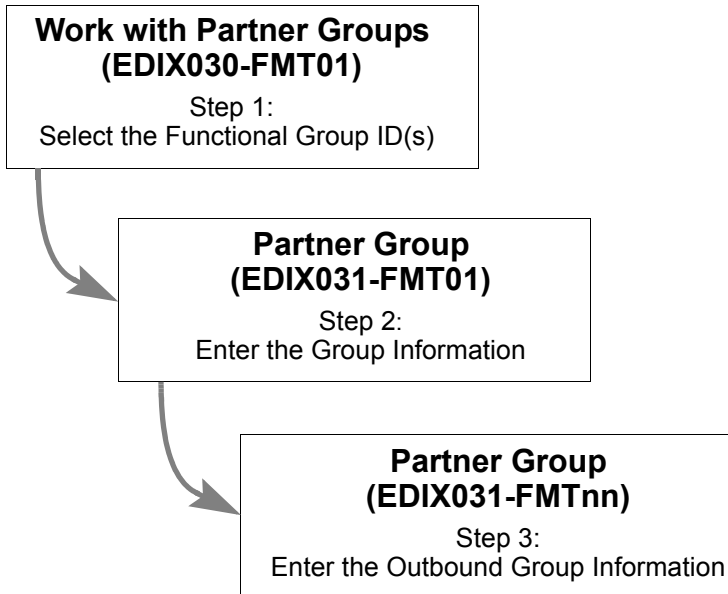 Work with Partner Groups
(EDIX030-FMT01)
Step 1:
Select the Functional Group ID(s)
Partner Group
(EDIX031-FMT01)
Step 2:
Enter the Group Information
Partner Group
(EDIX031-FMTnn)
Step 3:
Enter the Outbound Group Information